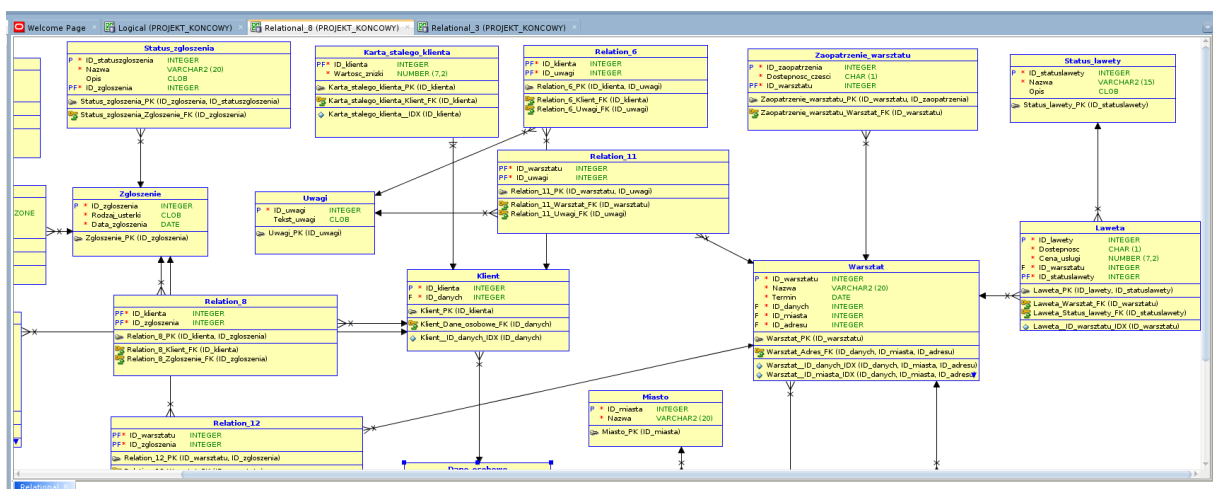 Welcome Page
Logical (PROJEKT_KONCOWY)
Relational_8 (PROJEKT_KONCOWY)
Relational_3 (PROJEKT_KONCOWY)
Status_zgloszenia
P * ID_statuszgloszenia INTEGER
* Nazwa VARCHAR2 (20)
Opis CLOB
PF* ID_zgloszenia INTEGER
Status_zgloszenia_PK (ID_zgloszenia, ID_statuszgloszenia)
Status_zgloszenia_Zgloszenie_FK (ID_zgloszenia)
Karta_stalego_klienta
PF* ID_klienta INTEGER
* Wartosc_znizki NUMBER (7,2)
Karta_stalego_klienta_PK (ID_klienta)
Karta_stalego_klienta_Klient_FK (ID_klienta)
Karta_stalego_klienta__IDX (ID_klienta)
Relation_6
PF* ID_klienta INTEGER
PF* ID_uwagi INTEGER
Relation_6_PK (ID_klienta, ID_uwagi)
Relation_6_Klient_FK (ID_klienta)
Relation_6_Uwagi_FK (ID_uwagi)
Zaopatrzenie_warsztatu
P * ID_zaopatrzenia INTEGER
* Dostepnosc_czesci CHAR (1)
PF* ID_warsztatu INTEGER
Zaopatrzenie_warsztatu_PK (ID_warsztatu, ID_zaopatrzenia)
Zaopatrzenie_warsztatu_Warsztat_FK (ID_warsztatu)
Status_lawety
P * ID_statuslawety INTEGER
* Nazwa VARCHAR2 (15)
Opis CLOB
Status_lawety_PK (ID_statuslawety)
Relation_11
PF* ID_warsztatu INTEGER
PF* ID_uwagi INTEGER
Relation_11_PK (ID_warsztatu, ID_uwagi)
Relation_11_Warsztat_FK (ID_warsztatu)
Relation_11_Uwagi_FK (ID_uwagi)
ZONE
Zgloszenie
P * ID_zgloszenia INTEGER
* Rodzaj_usterki CLOB
* Data_zgloszenia DATE
Zgloszenie_PK (ID_zgloszenia)
Uwagi
P * ID_uwagi INTEGER
Tekst_uwagi CLOB
Uwagi_PK (ID_uwagi)
Laweta
P * ID_lawety INTEGER
* Dostepnosc CHAR (1)
* Cena_uslugi NUMBER (7,2)
F * ID_warsztatu INTEGER
PF* ID_statuslawety INTEGER
Laweta_PK (ID_lawety, ID_statuslawety)
Laweta_Warsztat_FK (ID_warsztatu)
Laweta_Status_lawety_FK (ID_statuslawety)
Laweta__ID_warsztatu_IDX (ID_warsztatu)
Klient
P * ID_klienta INTEGER
F * ID_danych INTEGER
Klient_PK (ID_klienta)
Klient_Dane_osobowe_FK (ID_danych)
Klient__ID_danych_IDX (ID_danych)
Warsztat
P * ID_warsztatu INTEGER
* Nazwa VARCHAR2 (20)
* Termin DATE
F * ID_danych INTEGER
F * ID_miasta INTEGER
F * ID_adresu INTEGER
Warsztat_PK (ID_warsztatu)
Warsztat_Adres_FK (ID_danych, ID_miasta, ID_adresu)
Warsztat__ID_danych_IDX (ID_danych, ID_miasta, ID_adresu)
Warsztat__ID_miasta_IDX (ID_danych, ID_miasta, ID_adresu
Relation_8
PF* ID_klienta INTEGER
PF* ID_zgloszenia INTEGER
Relation_8_PK (ID_klienta, ID_zgloszenia)
Relation_8_Klient_FK (ID_klienta)
Relation_8_Zgloszenie_FK (ID_zgloszenia)
Miasto
P * ID_miasta INTEGER
* Nazwa VARCHAR2 (20)
Miasto_PK (ID_miasta)
Relation_12
PF* ID_warsztatu INTEGER
PF* ID_zgloszenia INTEGER
Relation_12_PK (ID_warsztatu, ID_zgloszenia)
Dane_osobowe